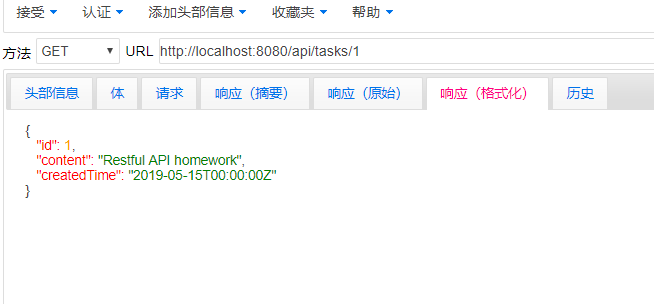 接受 认证 添加头部信息 收藏夹 帮助
方法 GET URL http://localhost:8080/api/tasks/1
头部信息 体 请求 响应（摘要） 响应（原始） 响应（格式化） 历史
{
"id": 1,
"content": "Restful API homework",
"createdTime": "2019-05-15T00:00:00Z"
}